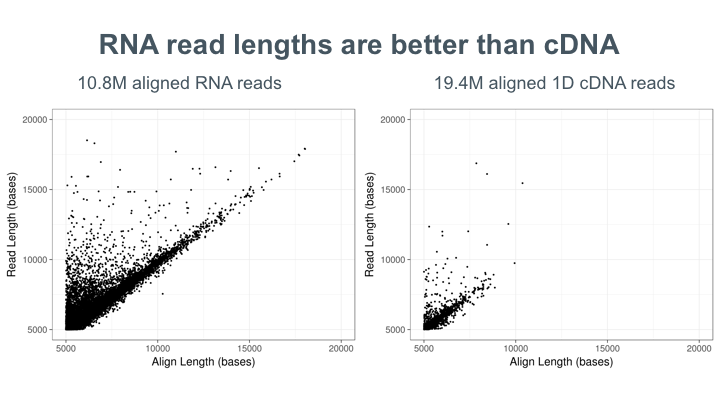 RNA read lengths are better than cDNA
10.8M aligned RNA reads
19.4M aligned 1D cDNA reads
20000
15000
10000
5000
Read Length (bases)
5000
10000
15000
20000
Align Length (bases)
20000
15000
10000
5000
Read Length (bases)
5000
10000
15000
20000
Align Length (bases)